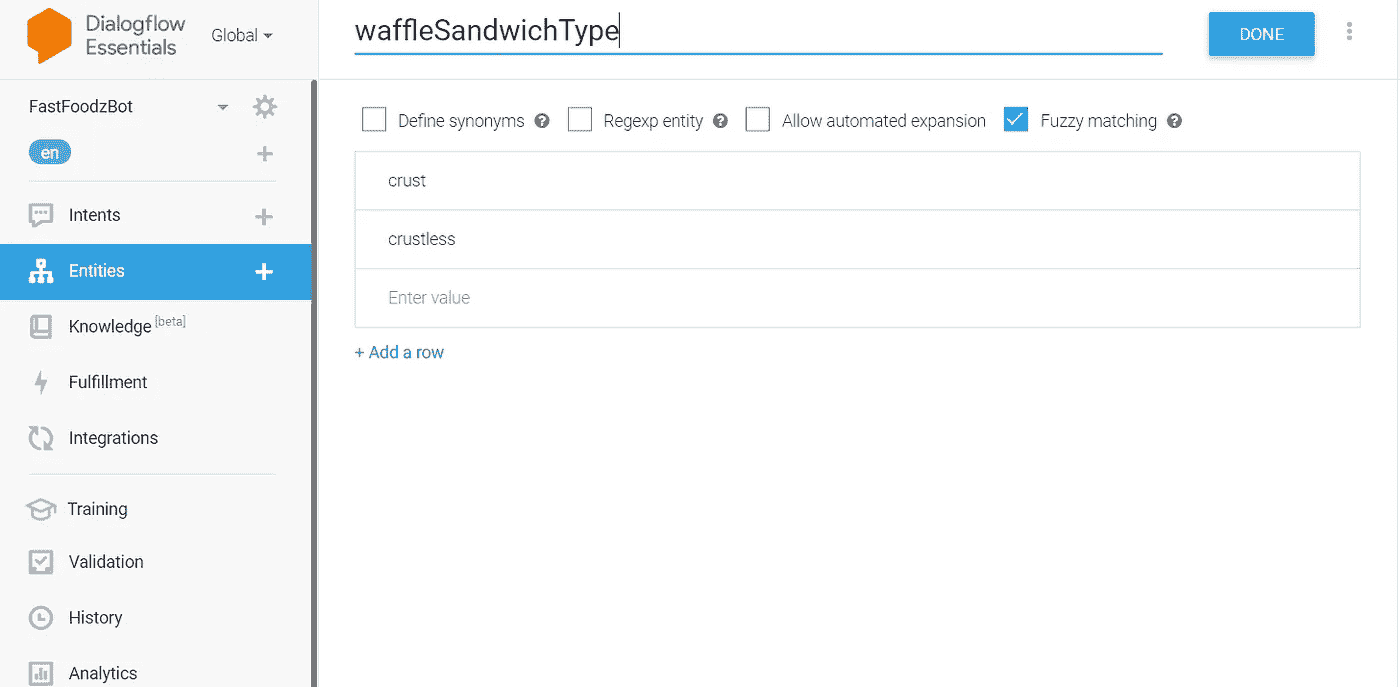 Dialogflow
Essentials
Global
waffleSandwichType
DONE
FastFoodzBot
en
Intents
Entities
Knowledge [beta]
Fulfillment
Integrations
Training
Validation
History
Analytics
Define synonyms
Regexp entity
Allow automated expansion
Fuzzy matching
crust
crustless
Enter value
+ Add a row